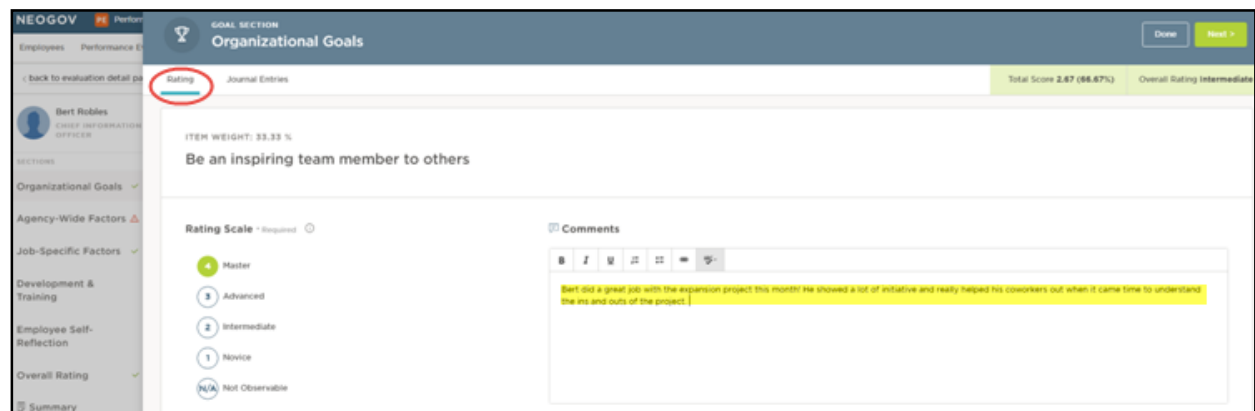 NEOGOV PE Perform
Employees Performance E
< back to evaluation detail pa
Bert Robles
CHIEF INFORMATION
OFFICER
SECTIONS
Organizational Goals
Agency-Wide Factors
Job-Specific Factors
Development &
Training
Employee Self-
Reflection
Overall Rating
Summary
GOAL SECTION
Organizational Goals
Done Next >
Rating Journal Entries
Total Score 2.67 (66.67%) Overall Rating Intermediate
ITEM WEIGHT: 33.33 %
Be an inspiring team member to others
Rating Scale • Required
4 Master
3 Advanced
2 Intermediate
1 Novice
N/A Not Observable
Comments
B I U
Bert did a great job with the expansion project this month! He showed a lot of initiative and really helped his coworkers out when it came time to understand
the ins and outs of the project.